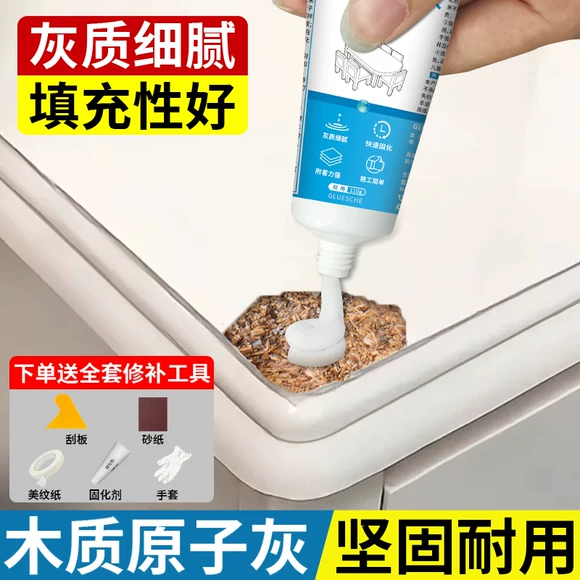 灰质细腻
填充性好
灰质细腻
快速固化
附着力强
施工简单
GLUESCHE
下单送全套修补工具
刮板
砂纸
美纹纸
固化剂
手套
木质原子灰
坚固耐用